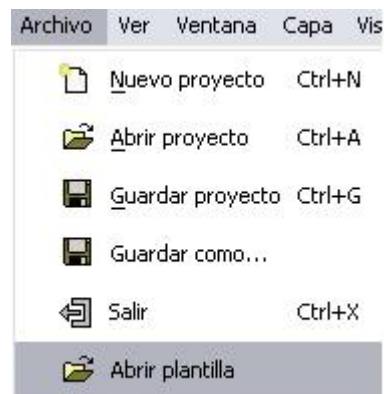 Archivo Ver Ventana Capa Vis
Nuevo proyecto Ctrl+N
Abrir proyecto Ctrl+A
Guardar proyecto Ctrl+G
Guardar como...
Salir Ctrl+X
Abrir plantilla